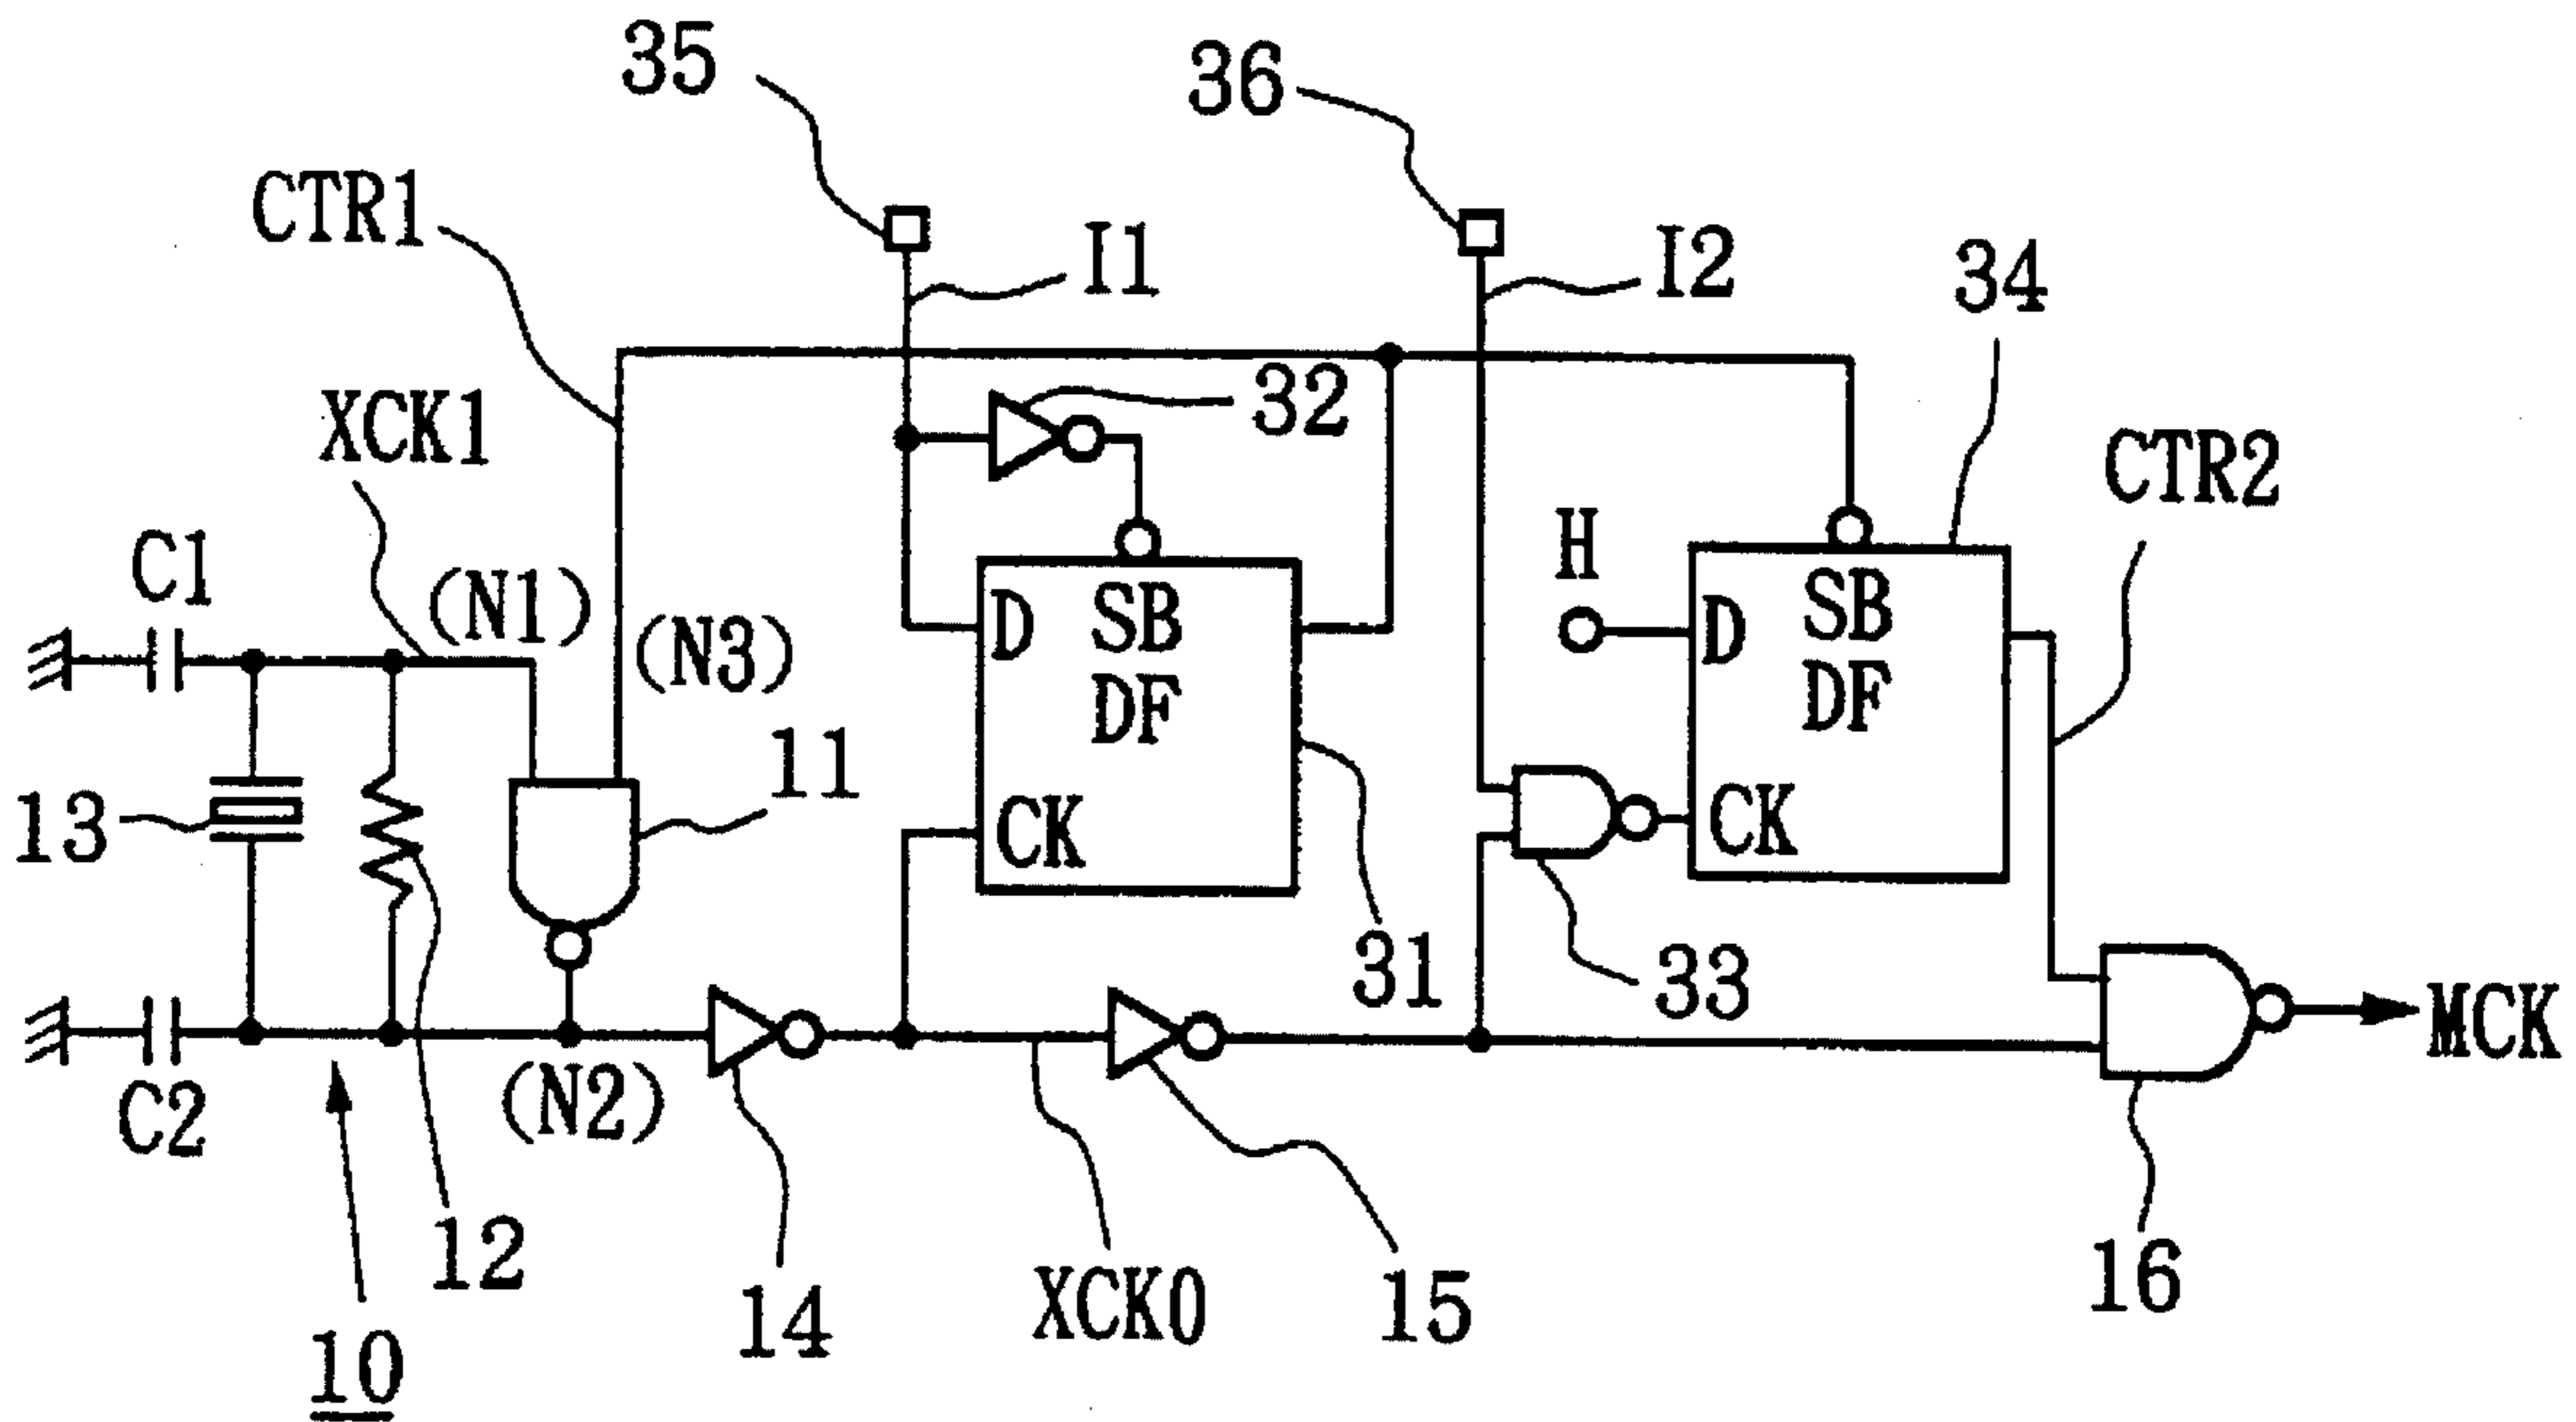 35
36
CTR1
I1
I2
34
32
XCK1
CTR2
C1
(N1)
H
(N3)
D
SB
DF
D
SB
DF
11
13
CK
CK
31
33
C2
(N2)
MCK
12
14
XCK0
15
16
10